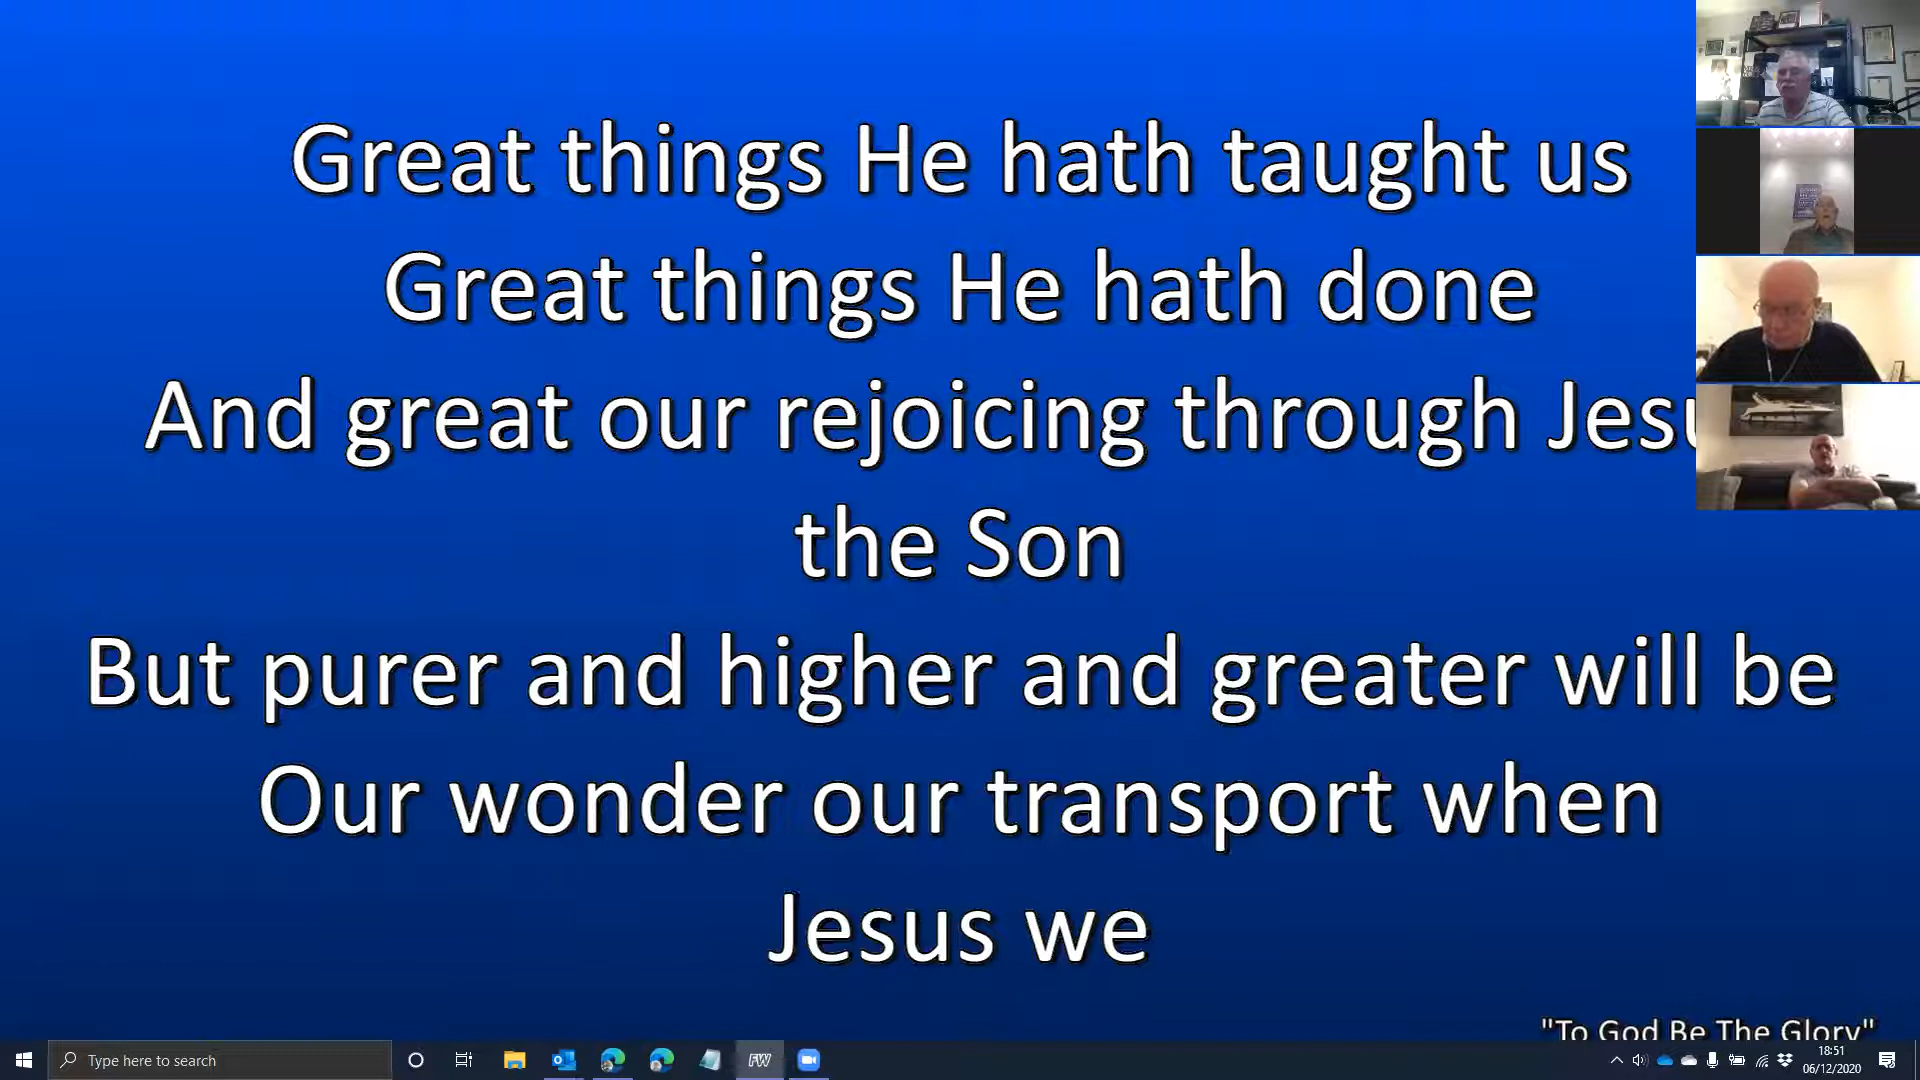 Great things He hath taught us
Great things He hath done
And great our rejoicing through Jesu
the Son
But purer and higher and greater will be
Our wonder our transport when
Jesus we
"To God Be The Glory"
Type here to search
FW
18:51
06/12/2020